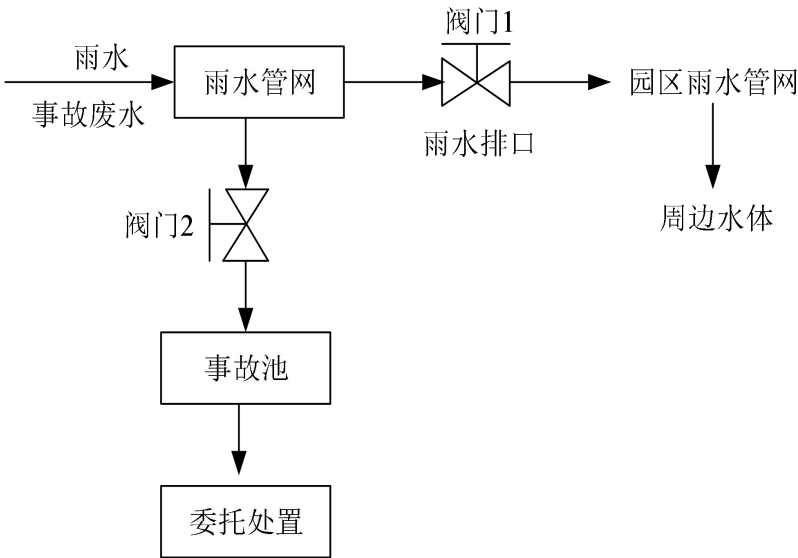 阀门1
雨水
雨水管网
园区雨水管网
事故废水
雨水排口
阀门2
周边水体
事故池
委托处置